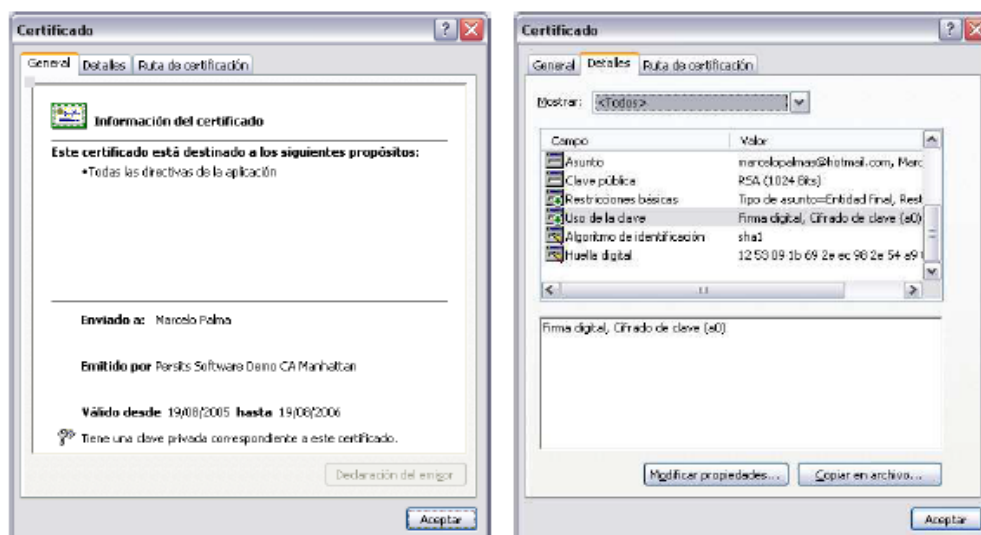 Certificado
General Detalles Ruta de certificación
Información del certificado
Este certificado está destinado a los siguientes propósitos:
•Todas las directivas de la aplicación
Enviado a: Marcelo Palma
Emitido por Persits Software Demo CA Manhattan
Válido desde 19/08/2005 hasta 19/08/2006
Tiene una clave privada correspondiente a este certificado.
Declaración del emisor
Aceptar
Certificado
General Detalles Ruta de certificación
Mostrar: <Todos>
Campo Valor
Asunto marcelopalmas@hotmail.com, Marc
Clave pública RSA (1024 Bits)
Restricciones básicas Tipo de asunto=Entidad final, Rest
Uso de la clave Firma digital, Cifrado de clave (a0)
Algoritmo de identificación sha1
Huella digital 12 53 09 1b 69 2e ec 98 2e 54 a9
Firma digital, Cifrado de clave (a0)
Modificar propiedades... Copiar en archivo...
Aceptar